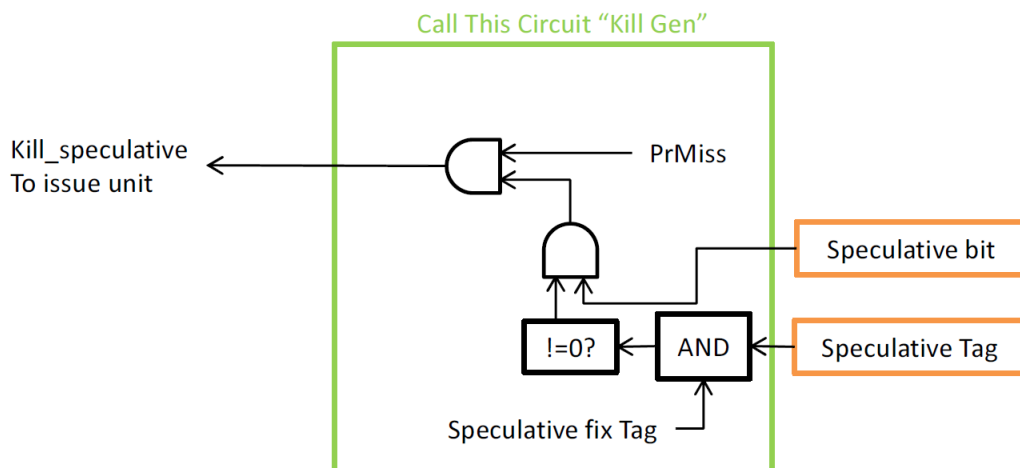 Call This Circuit “Kill Gen”
Kill_speculative
To issue unit
PrMiss
Speculative bit
!=0?
AND
Speculative Tag
Speculative fix Tag